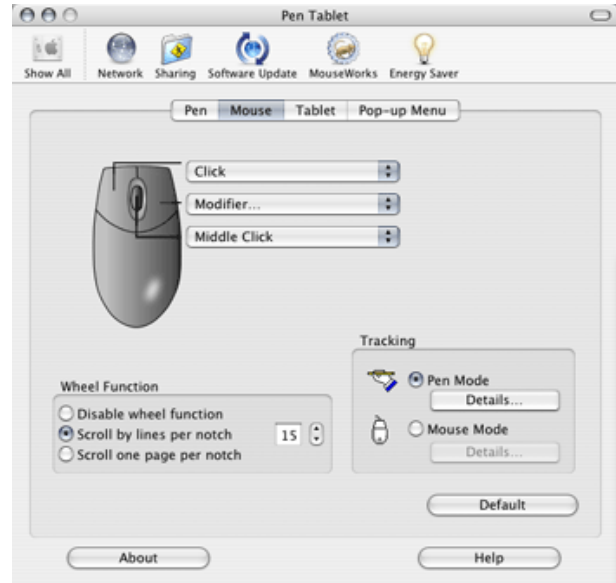 Pen Tablet
Show All Network Sharing Software Update MouseWorks Energy Saver
Pen Mouse Tablet Pop-up Menu
Click
Modifier...
Middle Click
Tracking
Pen Mode
Details...
Mouse Mode
Details...
Wheel Function
Disable wheel function
Scroll by lines per notch 15
Scroll one page per notch
Default
About Help